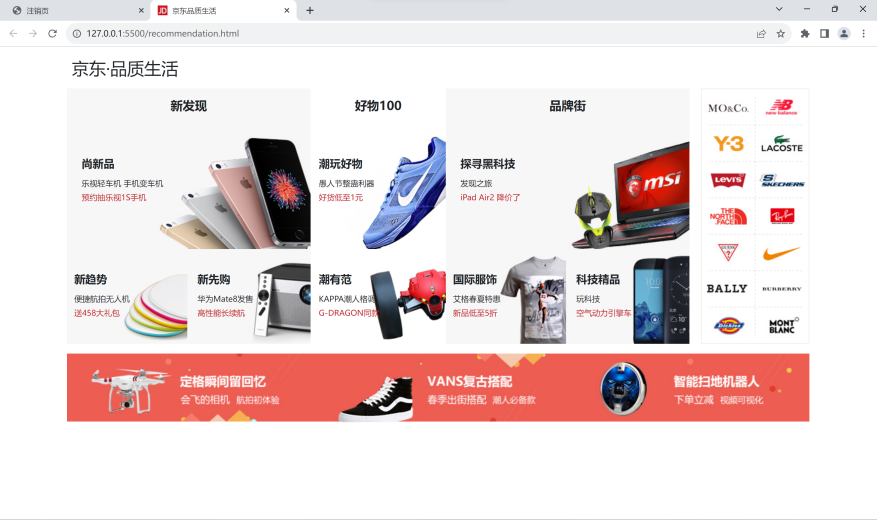 注销页
京东品质生活
127.0.0.1:5500/recommendation.html
京东·品质生活
新发现
好物100
品牌街
尚新品
乐视轻车机 手机变车机
预约抽乐视1S手机
潮玩好物
愚人节整蛊利器
好货低至1元
探寻黑科技
发现之旅
iPad Air2 降价了
msi
新趋势
便捷航拍无人机
送458大礼包
新先购
华为Mate8发售
高性能长续航
潮有范
KAPPA潮人格调
G-DRAGON同款
国际服饰
艾格春夏特惠
新品低至5折
科技精品
玩科技
空气动力引擎车
MO&Co.
new balance
Y-3
LACOSTE
Levi's
SKECHERS
THE NORTH FACE
Ray-Ban
GUESS
BALLY
BURBERRY
Dickies
MONT BLANC
定格瞬间留回忆
会飞的相机 航拍初体验
VANS复古搭配
春季出街搭配 潮人必备款
智能扫地机器人
下单立减 视频可视化